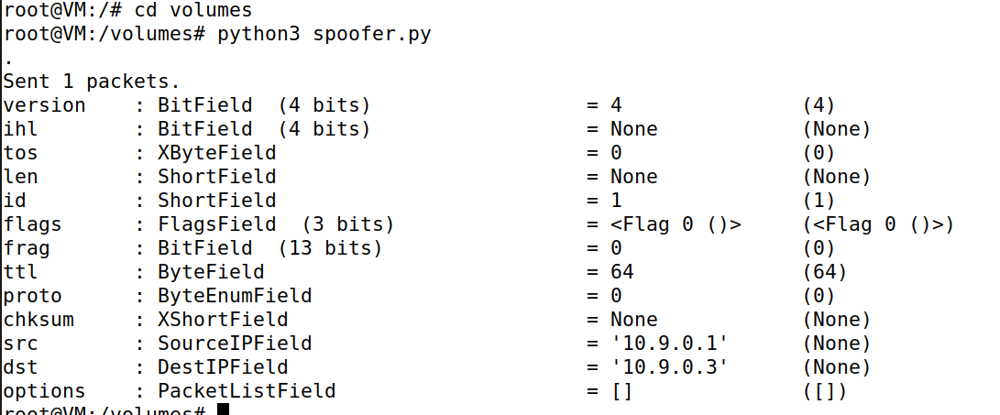 root@VM:/# cd volumes
root@VM:/volumes# python3 spoofer.py
.
Sent 1 packets.
version    : BitField  (4 bits)                  = 4               (4)
ihl        : BitField  (4 bits)                  = None            (None)
tos        : XByteField                          = 0               (0)
len        : ShortField                          = None            (None)
id         : ShortField                          = 1               (1)
flags      : FlagsField  (3 bits)                = <Flag 0 ()>     (<Flag 0 ()>)
frag       : BitField  (13 bits)                 = 0               (0)
ttl        : ByteField                           = 64              (64)
proto      : ByteEnumField                       = 0               (0)
chksum     : XShortField                         = None            (None)
src        : SourceIPField                       = '10.9.0.1'      (None)
dst        : DestIPField                         = '10.9.0.3'      (None)
options    : PacketListField                     = []              ([])
root@VM:/volumes#